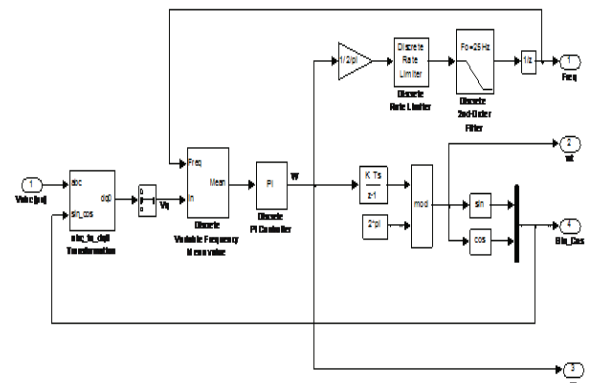 1/ 2/pi
Discrete
Rate
Limiter
Fo=25Hz
1/z
1
Freq
Discrete
Rate Limiter
Discrete
2nd-Order
Filter
2
wt
1
Vabc(pu)
abc
dq0
sin_cos
abc_to_dq0
Transformation
Vq
Freq
Mean
In
Discrete
Variable Frequency
Mean value
PI
Discrete
PI Controller
W
K Ts
z-1
2*pi
mod
sin
cos
4
Sin_Cos
3